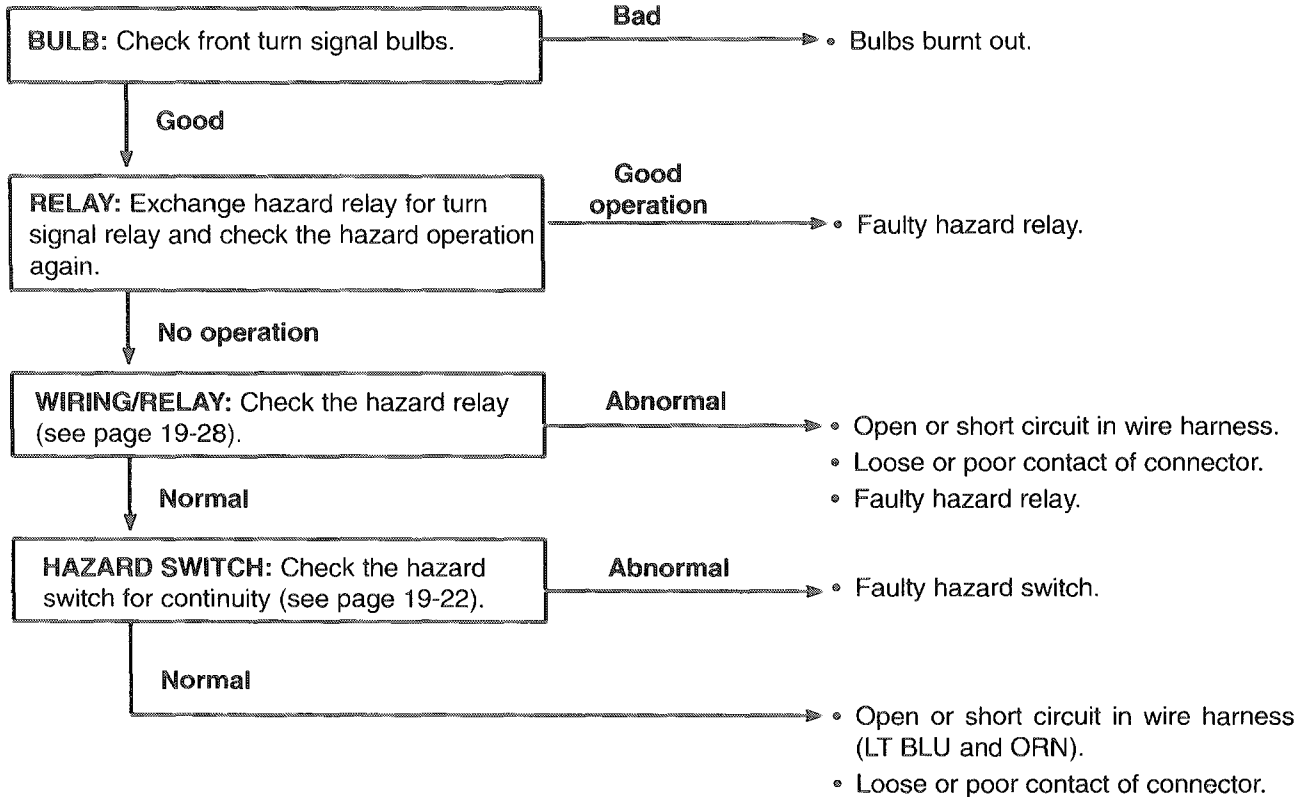 BULB: Check front turn signal bulbs.
Bad
• Bulbs burnt out.
Good
RELAY: Exchange hazard relay for turn
signal relay and check the hazard operation
again.
Good
operation
• Faulty hazard relay.
No operation
WIRING/RELAY: Check the hazard relay
(see page 19-28).
Abnormal
• Open or short circuit in wire harness.
• Loose or poor contact of connector.
• Faulty hazard relay.
Normal
HAZARD SWITCH: Check the hazard
switch for continuity (see page 19-22).
Abnormal
• Faulty hazard switch.
Normal
• Open or short circuit in wire harness
(LT BLU and ORN).
• Loose or poor contact of connector.